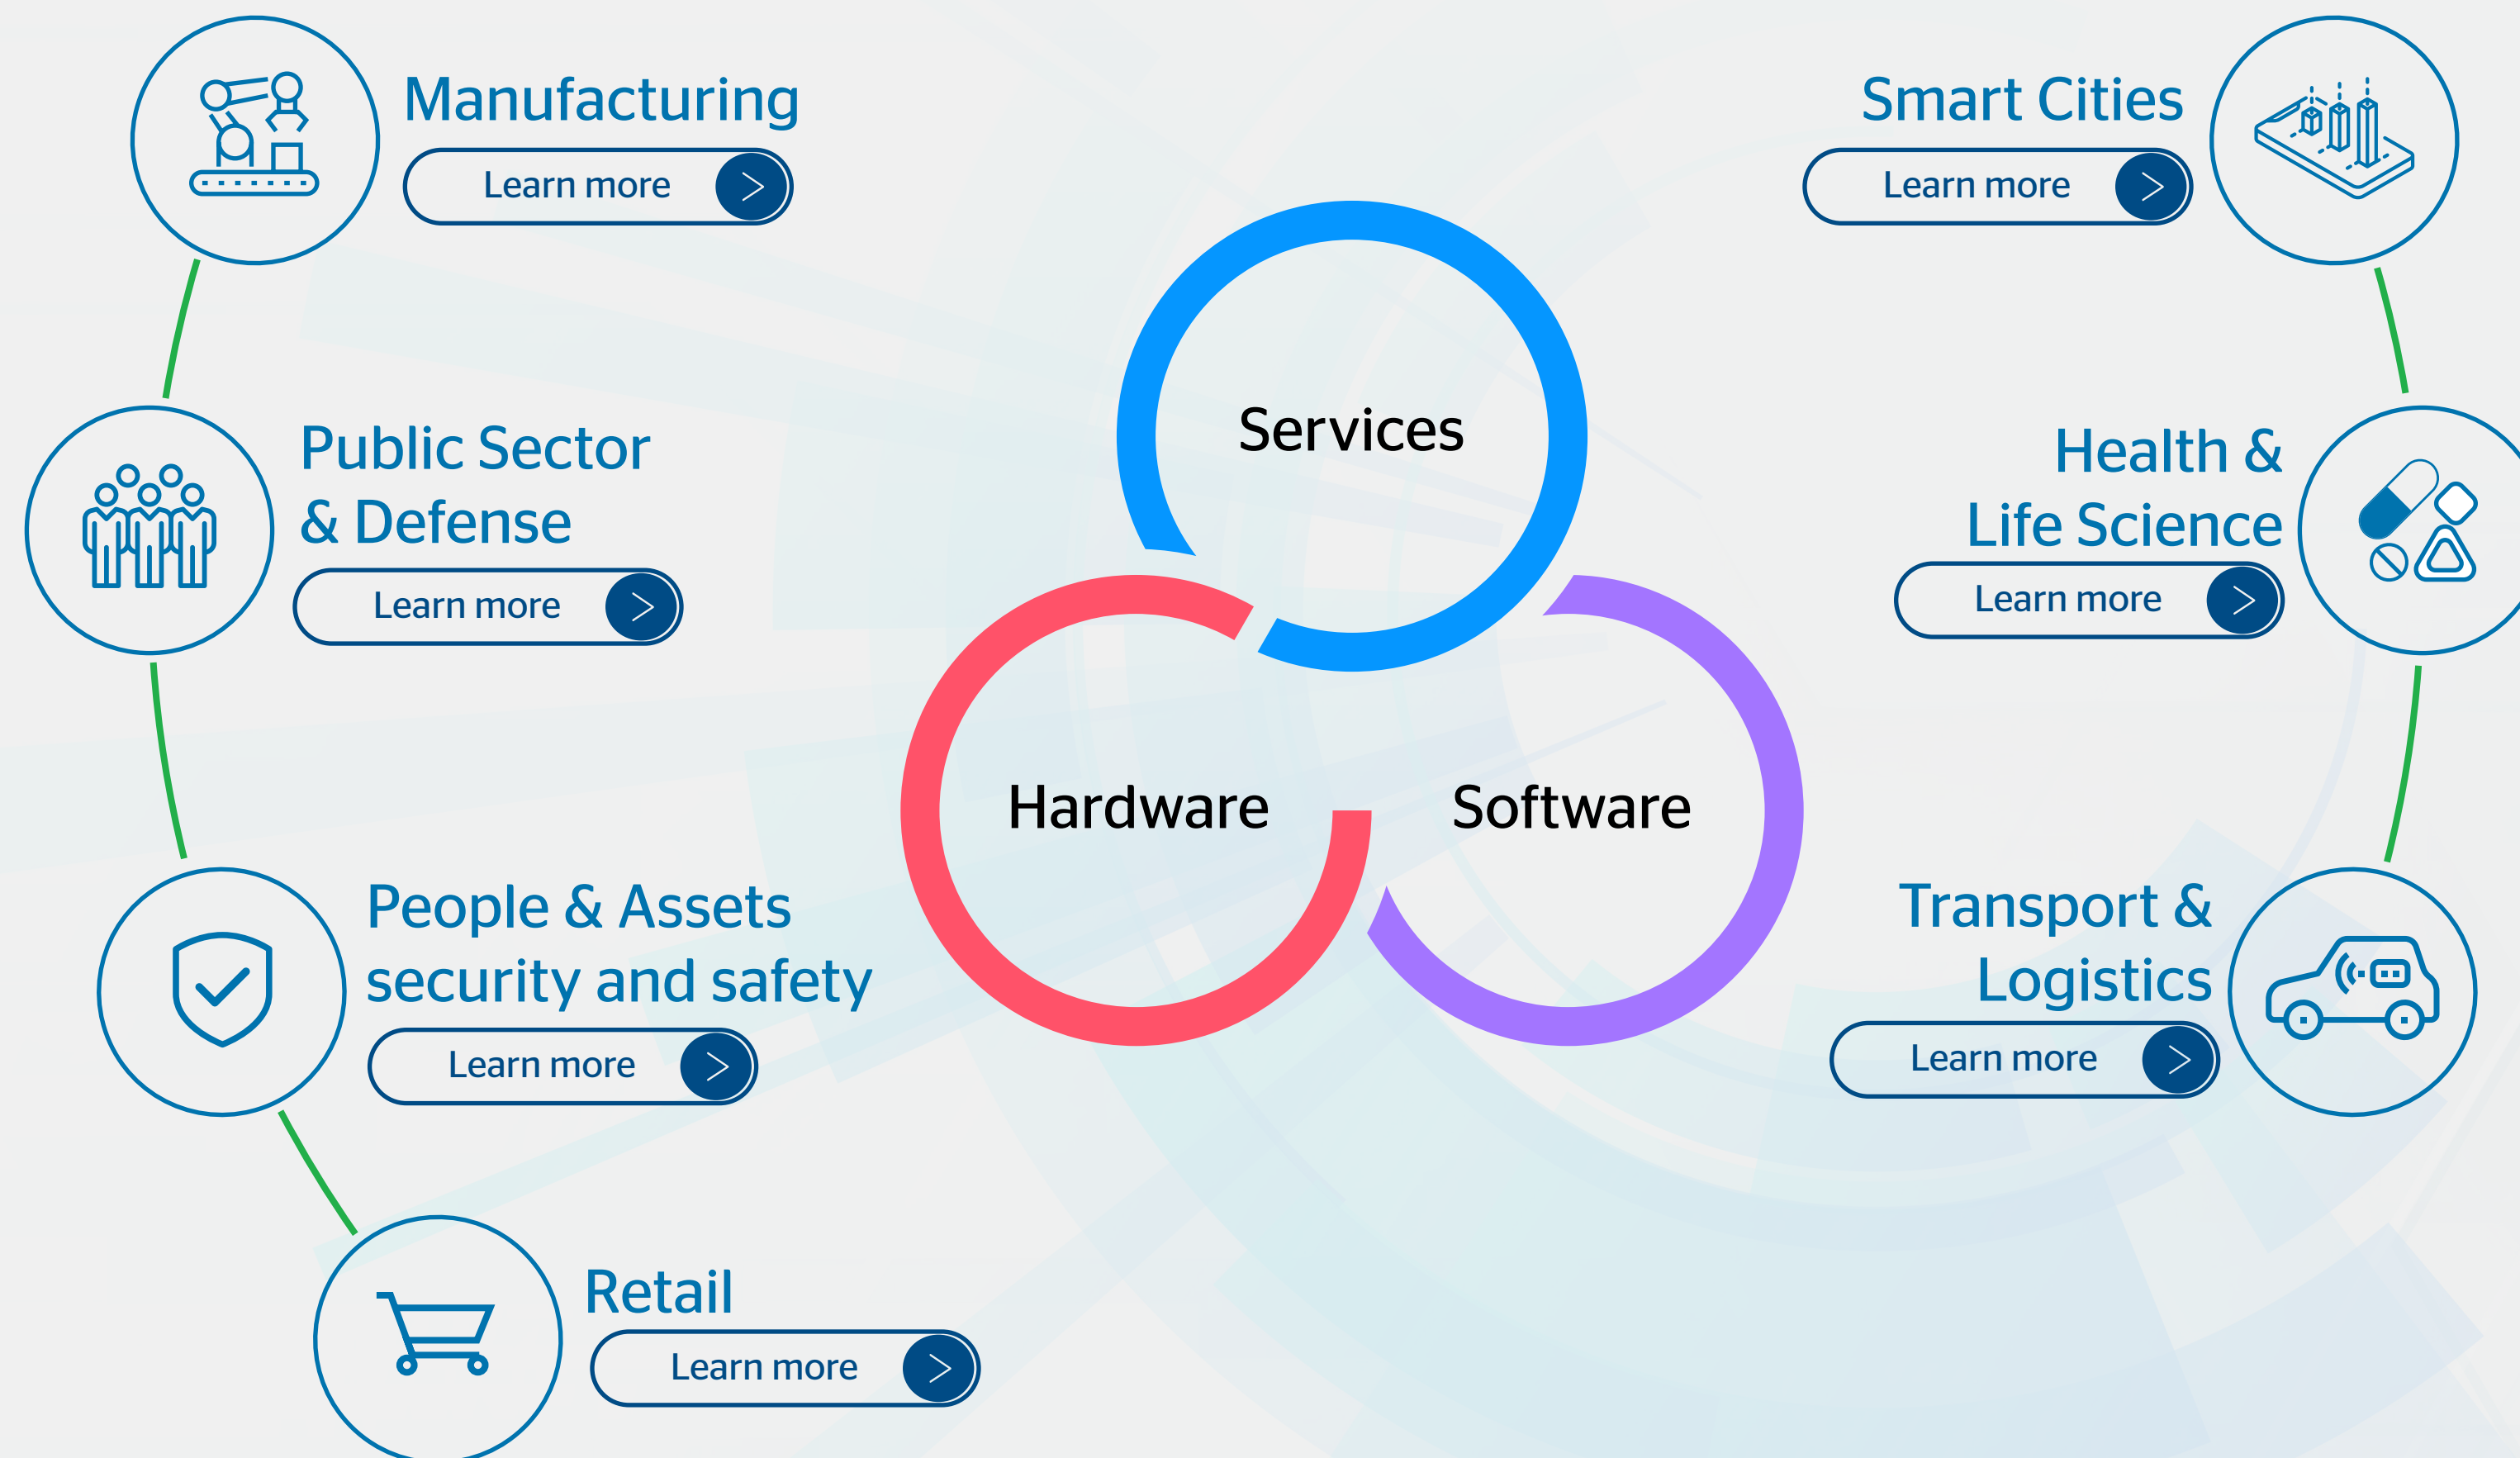 Manufacturing
Learn more
Public Sector
& Defense
Learn more
People & Assets
security and safety
Learn more
Retail
Learn more
Services
Hardware
Software
Smart Cities
Learn more
Health &
Life Science
Learn more
Transport &
Logistics
Learn more